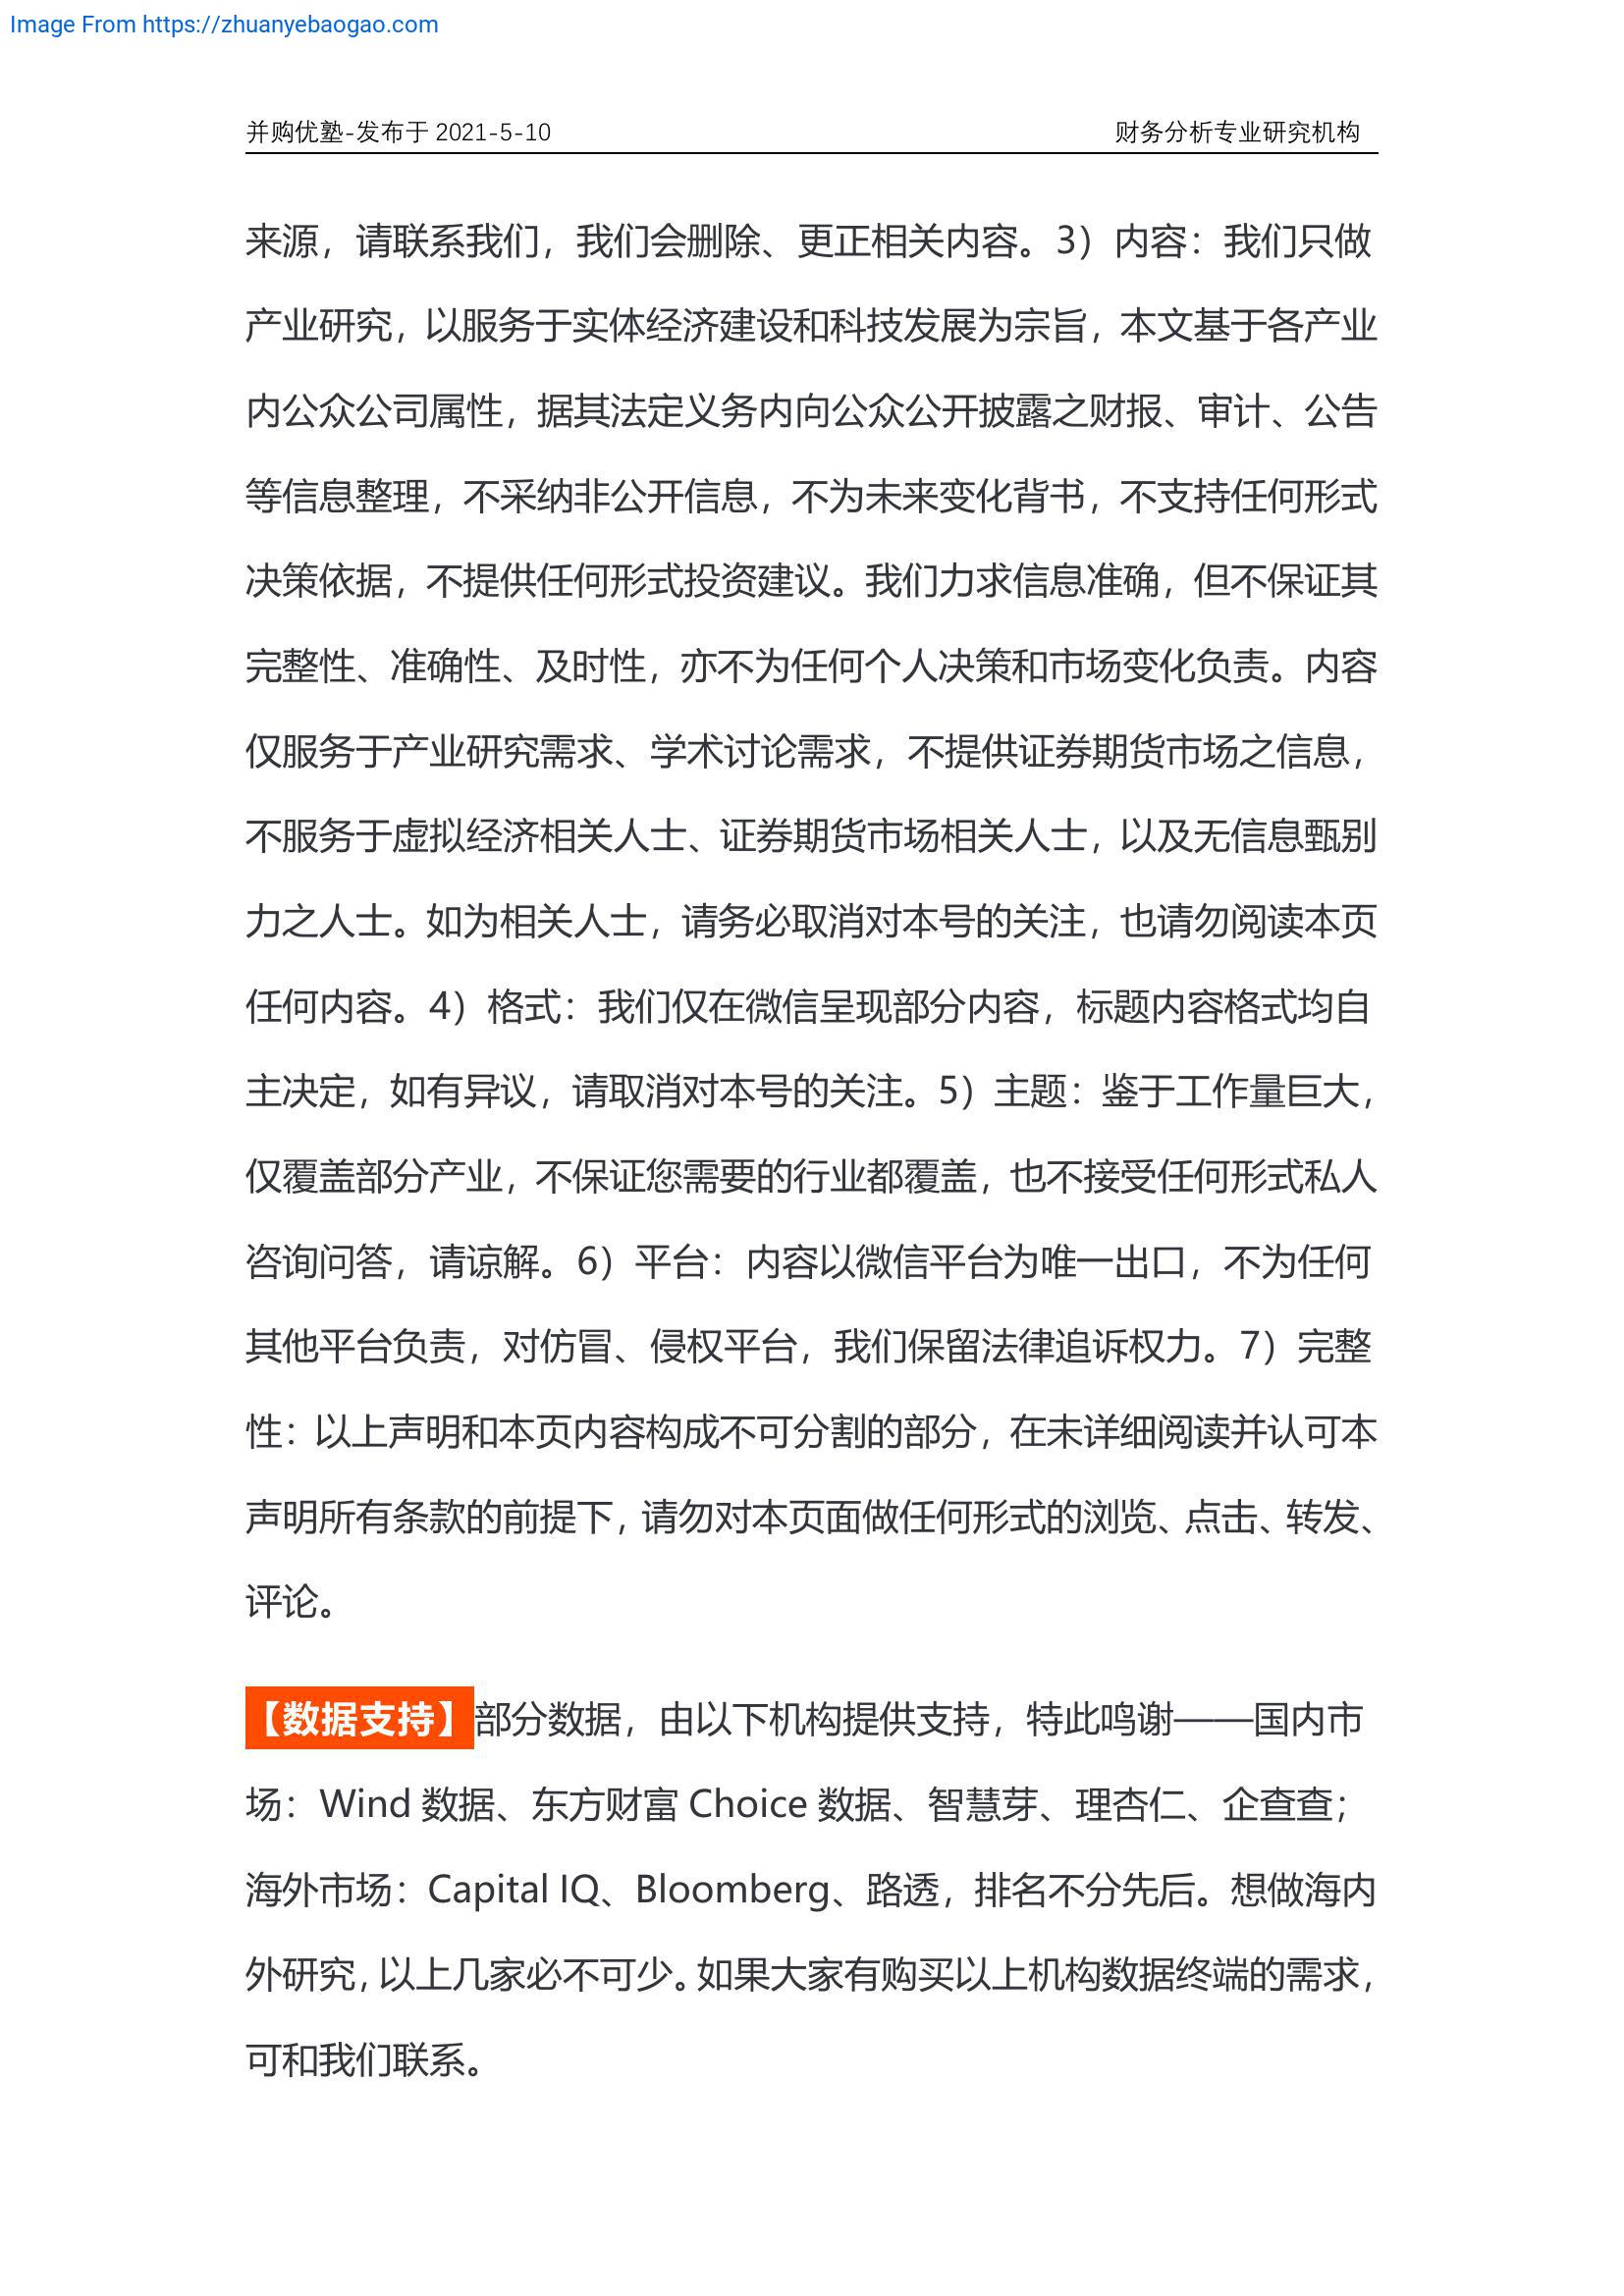 Image From https://zhuanyebaogao.com
并购优塾-发布于 2021-5-10 财务分析专业研究机构
来源，请联系我们，我们会删除、更正相关内容。3）内容：我们只做
产业研究，以服务于实体经济建设和科技发展为宗旨，本文基于各产业
内公众公司属性，据其法定义务内向公众公开披露之财报、审计、公告
等信息整理，不采纳非公开信息，不为未来变化背书，不支持任何形式
决策依据，不提供任何形式投资建议。我们力求信息准确，但不保证其
完整性、准确性、及时性，亦不为任何个人决策和市场变化负责。内容
仅服务于产业研究需求、学术讨论需求，不提供证券期货市场之信息，
不服务于虚拟经济相关人士、证券期货市场相关人士，以及无信息甄别
力之人士。如为相关人士，请务必取消对本号的关注，也请勿阅读本页
任何内容。4）格式：我们仅在微信呈现部分内容，标题内容格式均自
主决定，如有异议，请取消对本号的关注。5）主题：鉴于工作量巨大，
仅覆盖部分产业，不保证您需要的行业都覆盖，也不接受任何形式私人
咨询问答，请谅解。6）平台：内容以微信平台为唯一出口，不为任何
其他平台负责，对仿冒、侵权平台，我们保留法律追诉权力。7）完整
性：以上声明和本页内容构成不可分割的部分，在未详细阅读并认可本
声明所有条款的前提下，请勿对本页面做任何形式的浏览、点击、转发、
评论。
【数据支持】部分数据，由以下机构提供支持，特此鸣谢——国内市
场：Wind 数据、东方财富 Choice 数据、智慧芽、理杏仁、企查查；
海外市场：Capital IQ、Bloomberg、路透，排名不分先后。想做海内
外研究，以上几家必不可少。如果大家有购买以上机构数据终端的需求，
可和我们联系。